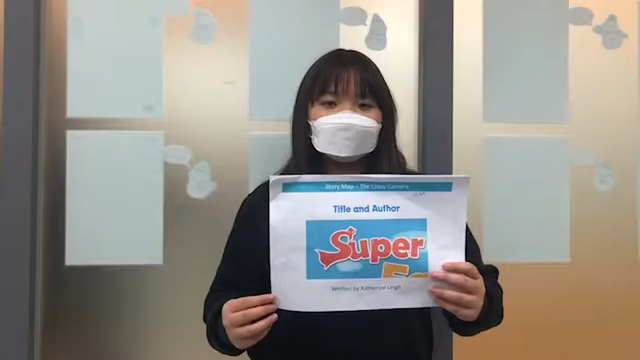 Story Map – The Crazy Camera
Title and Author
Super
Written by Katherine Leigh